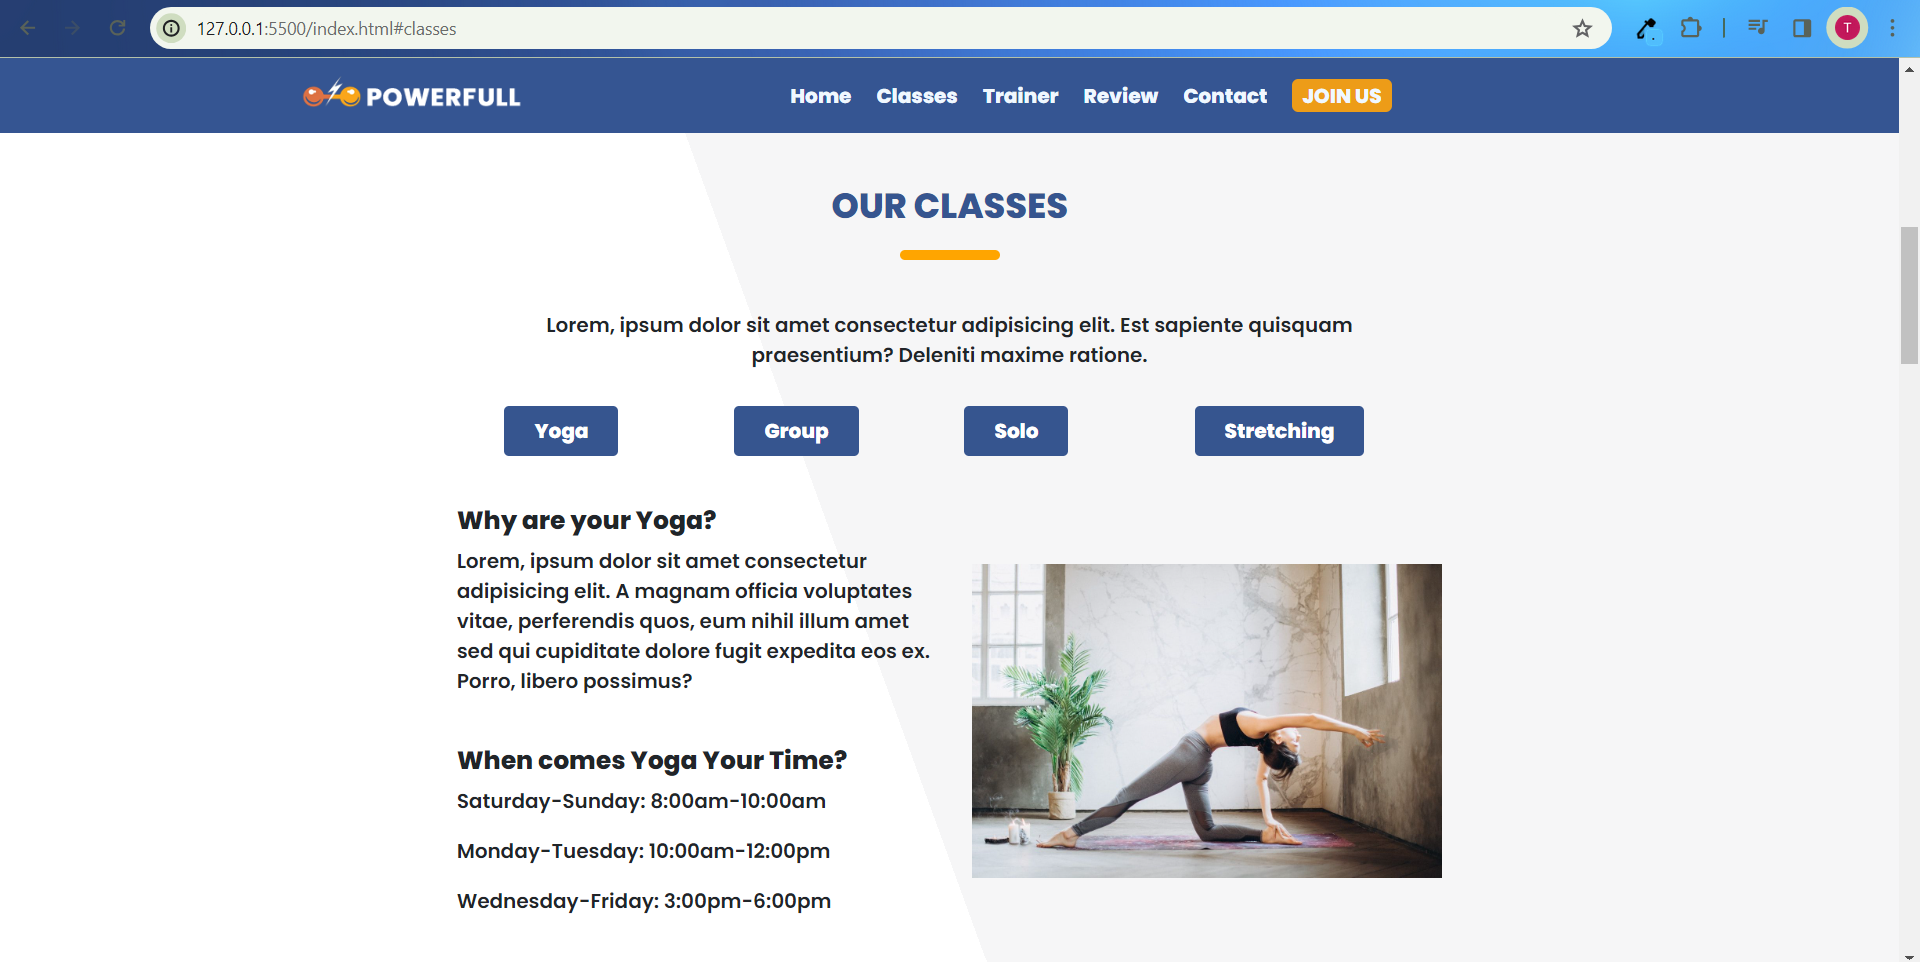 127.0.0.1:5500/index.html#classes
T
POWERFULL
Home Classes Trainer Review Contact JOIN US
OUR CLASSES
Lorem, ipsum dolor sit amet consectetur adipisicing elit. Est sapiente quisquam
praesentium? Deleniti maxime ratione.
Yoga Group Solo Stretching
Why are your Yoga?
Lorem, ipsum dolor sit amet consectetur
adipisicing elit. A magnam officia voluptates
vitae, perferendis quos, eum nihil illum amet
sed qui cupiditate dolore fugit expedita eos ex.
Porro, libero possimus?
When comes Yoga Your Time?
Saturday-Sunday: 8:00am-10:00am
Monday-Tuesday: 10:00am-12:00pm
Wednesday-Friday: 3:00pm-6:00pm